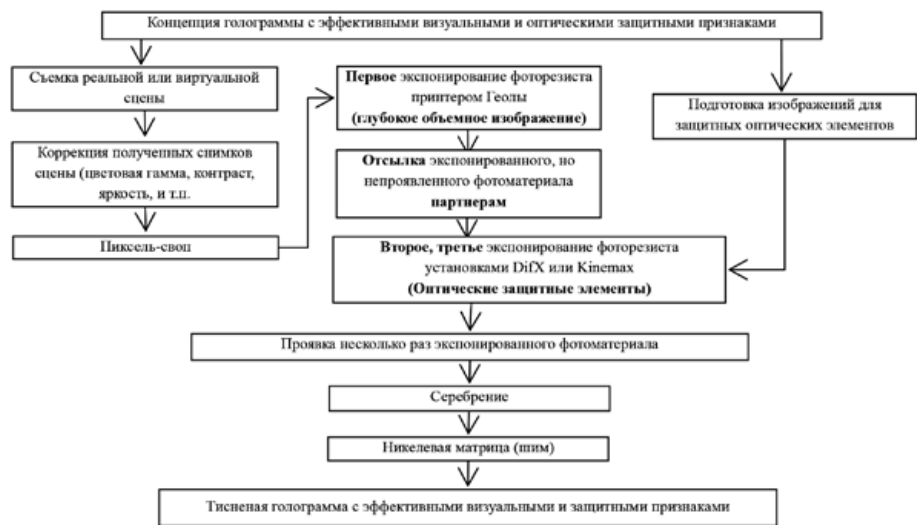 Концепция голограммы с эффективными визуальными и оптическими защитными признаками
Съемка реальной или виртуальной
сцены
Коррекция полученных снимков
сцены (цветовая гамма, контраст,
яркость, и т.п.
Пиксель-своп
Первое экспонирование фоторезиста
принтером Геолы
(глубокое объемное изображение)
Отсылка экспонированного, но
непроявленного фотоматериала
партнерам
Подготовка изображений для
защитных оптических элементов
Второе, третье экспонирование фоторезиста
установками DifX или Kinemax
(Оптические защитные элементы)
Проявка несколько раз экспонированного фотоматериала
Серебрение
Никелевая матрица (шим)
Тисненая голограмма с эффективными визуальными и защитными признаками